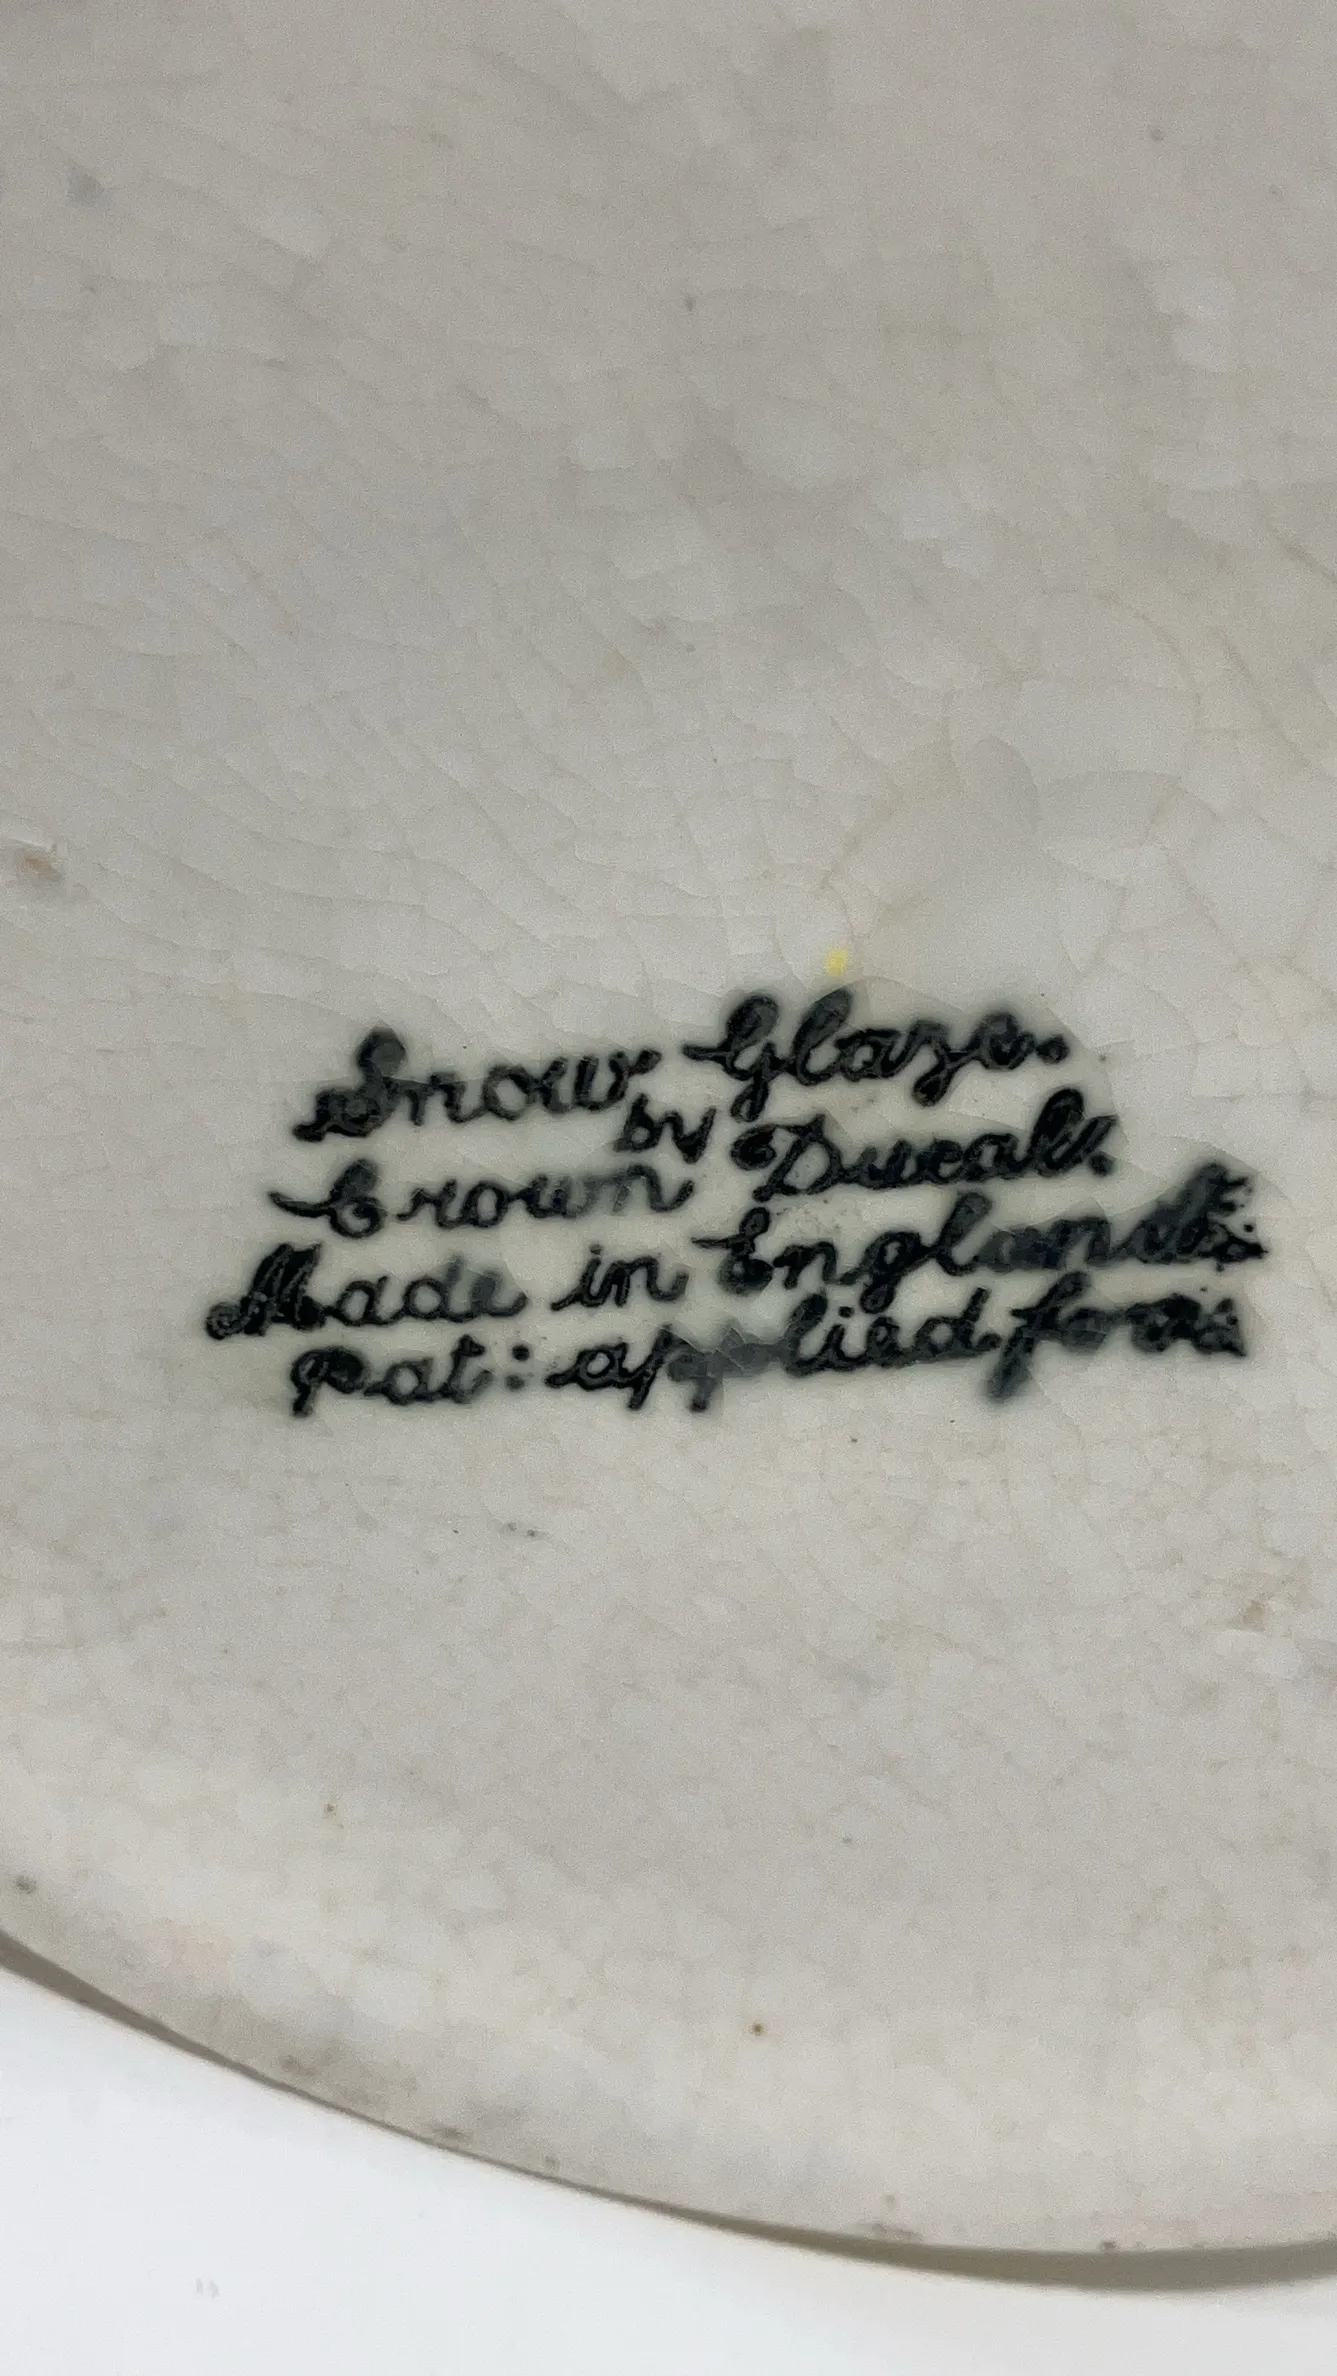 Snow Glaze.
by
Crown Ducal.
Made in England.
Pat: applied for.